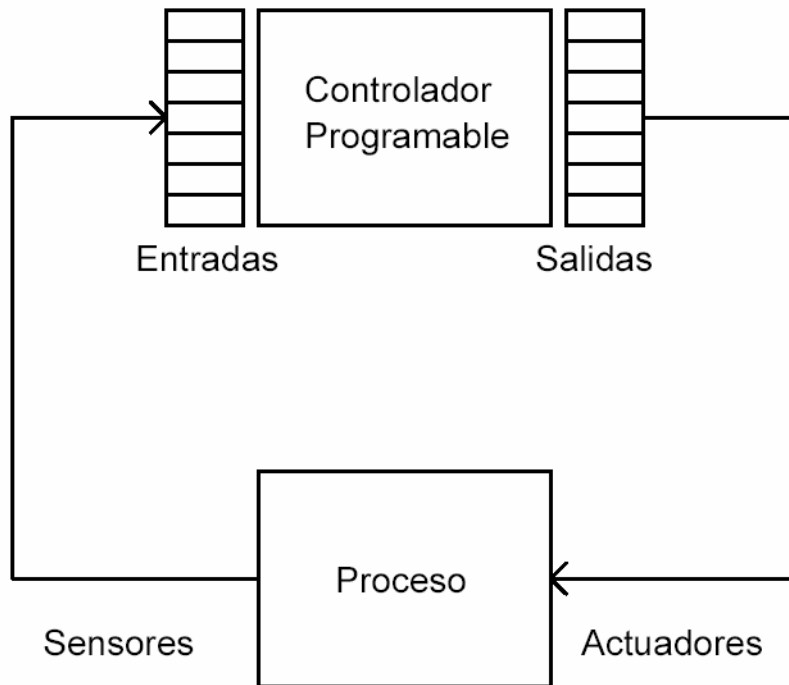 Controlador
Programable
Entradas
Salidas
Proceso
Sensores
Actuadores